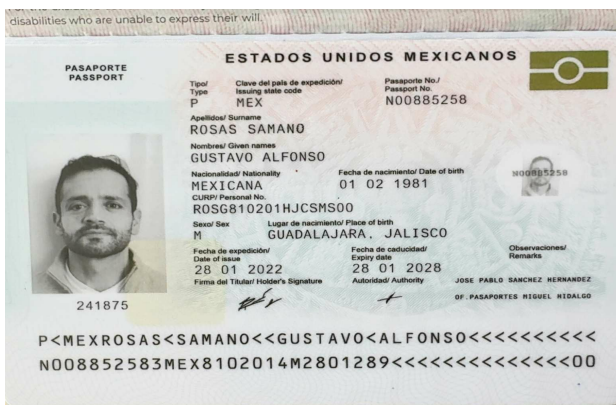 disabilities who are unable to express their will.
ESTADOS UNIDOS MEXICANOS
PASAPORTE
PASSPORT
Tipo/
Type
Clave del país de expedición/
Issuing state code
Pasaporte No./
Passport No.
P MEX N00885258
Apellidos/ Surname
ROSAS SAMANO
Nombres/ Given names
GUSTAVO ALFONSO
Nacionalidad/ Nationality Fecha de nacimiento/ Date of birth
MEXICANA 01 02 1981
N00885258
CURP/ Personal No.
ROSG810201HJCSMS00
Sexo/ Sex Lugar de nacimiento/ Place of birth
M GUADALAJARA, JALISCO
Fecha de expedición/
Date of issue
Fecha de caducidad/
Expiry date
Observaciones/
Remarks
28 01 2022 28 01 2028
Firma del Titular/ Holder's Signature Autoridad/ Authority JOSE PABLO SANCHEZ HERNANDEZ
OF.PASAPORTES MIGUEL HIDALGO
241875
P<MEXROSAS<SAMANO<<GUSTAVO<ALFONSO<<<<<<<<<<
N008852583MEX8102014M2801289<<<<<<<<<<<<<<00